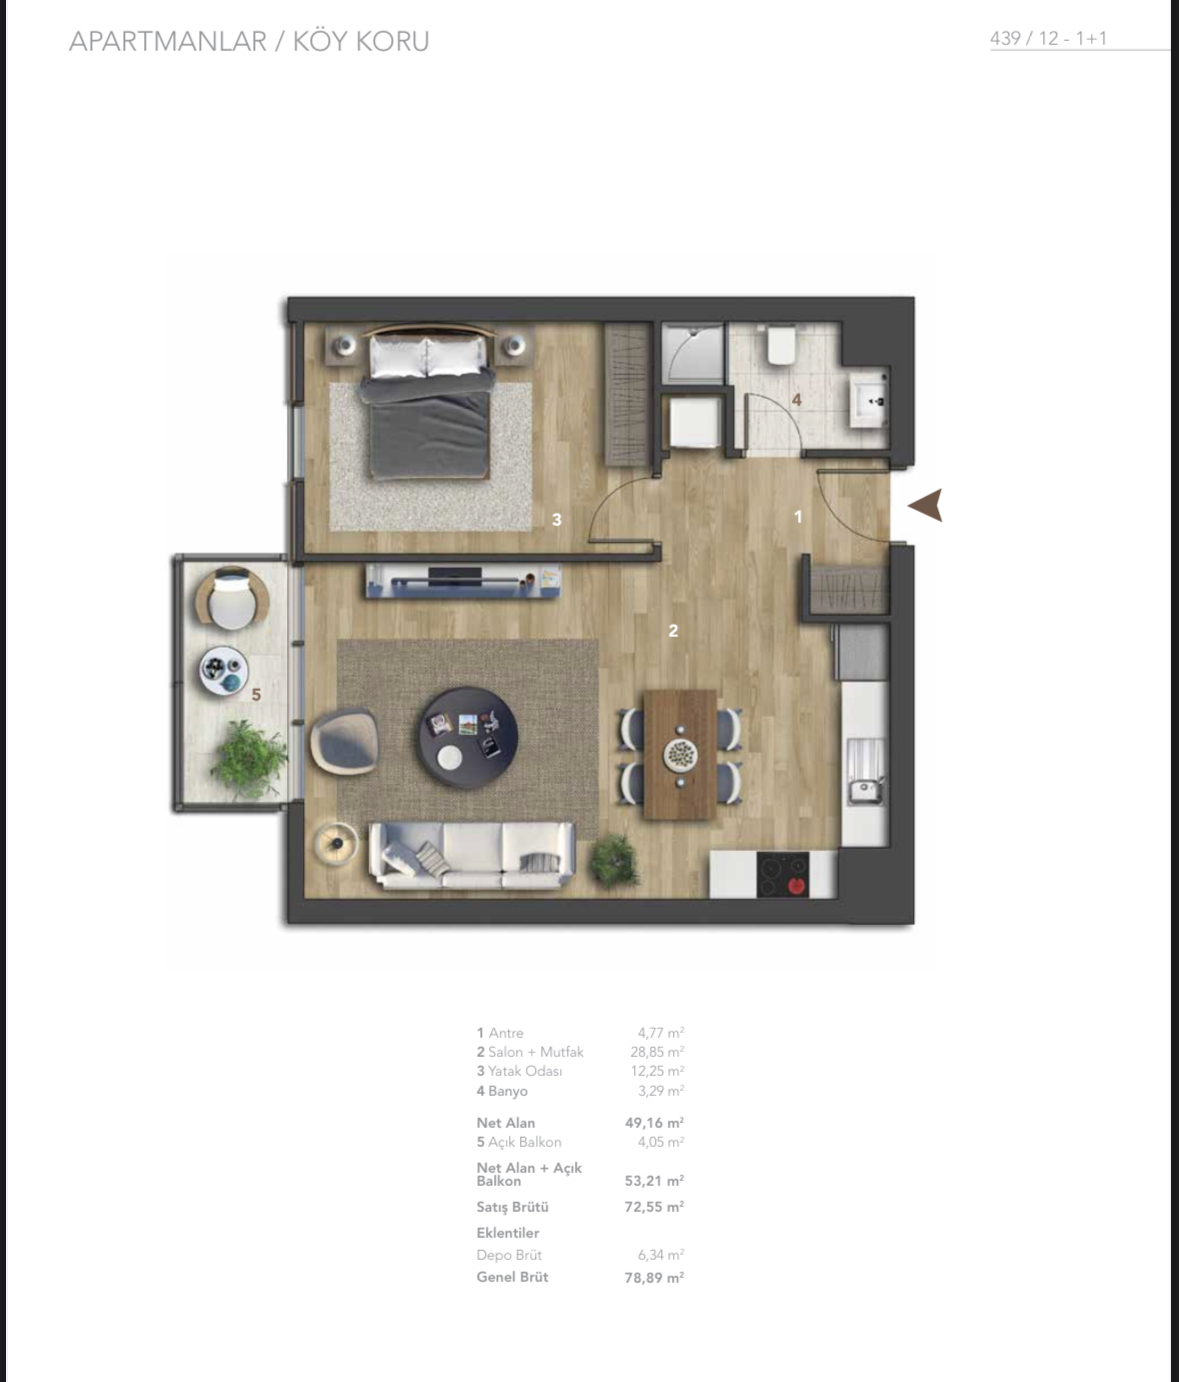 APARTMANLAR / KÖY KORU
439 / 12 - 1+1
3
4
1
2
5
1 Antre 4,77 m²
2 Salon + Mutfak 28,85 m²
3 Yatak Odası 12,25 m²
4 Banyo 3,29 m²
Net Alan 49,16 m²
5 Açık Balkon 4,05 m²
Net Alan + Açık
Balkon 53,21 m²
Satış Brütü 72,55 m²
Eklentiler
Depo Brüt 6,34 m²
Genel Brüt 78,89 m²